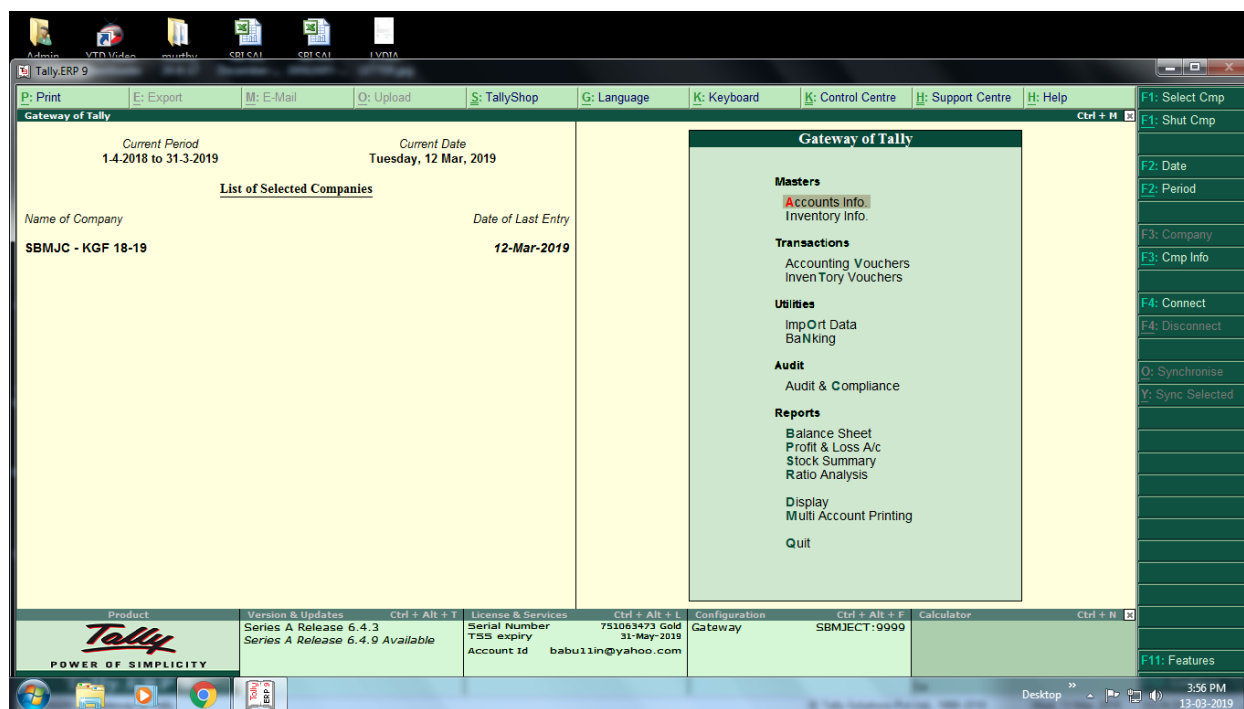 Admin YTD Video murthy SRI SAI SRI SAI LYDIA
Tally.ERP 9
P: Print E: Export M: E-Mail O: Upload S: TallyShop G: Language K: Keyboard K: Control Centre H: Support Centre H: Help
Gateway of Tally Ctrl + M
Current Period Current Date
1-4-2018 to 31-3-2019 Tuesday, 12 Mar, 2019
List of Selected Companies
Name of Company Date of Last Entry
SBMJC - KGF 18-19 12-Mar-2019
Gateway of Tally
Masters
Accounts Info.
Inventory Info.
Transactions
Accounting Vouchers
InvenTory Vouchers
Utilities
ImpOrt Data
BaNking
Audit
Audit & Compliance
Reports
Balance Sheet
Profit & Loss A/c
Stock Summary
Ratio Analysis
Display
Multi Account Printing
Quit
F1: Select Cmp
F1: Shut Cmp
F2: Date
F2: Period
F3: Company
F3: Cmp Info
F4: Connect
F4: Disconnect
O: Synchronise
Y: Sync Selected
F11: Features
Product
Tally
POWER OF SIMPLICITY
Version & Updates Ctrl + Alt + T
Series A Release 6.4.3
Series A Release 6.4.9 Available
License & Services Ctrl + Alt + L
Serial Number 751063473 Gold
TSS expiry 31-May-2019
Account Id babu11in@yahoo.com
Configuration Ctrl + Alt + F
Gateway SBMJECT:9999
Calculator Ctrl + N
Tally ERP 9
Desktop
3:56 PM
13-03-2019